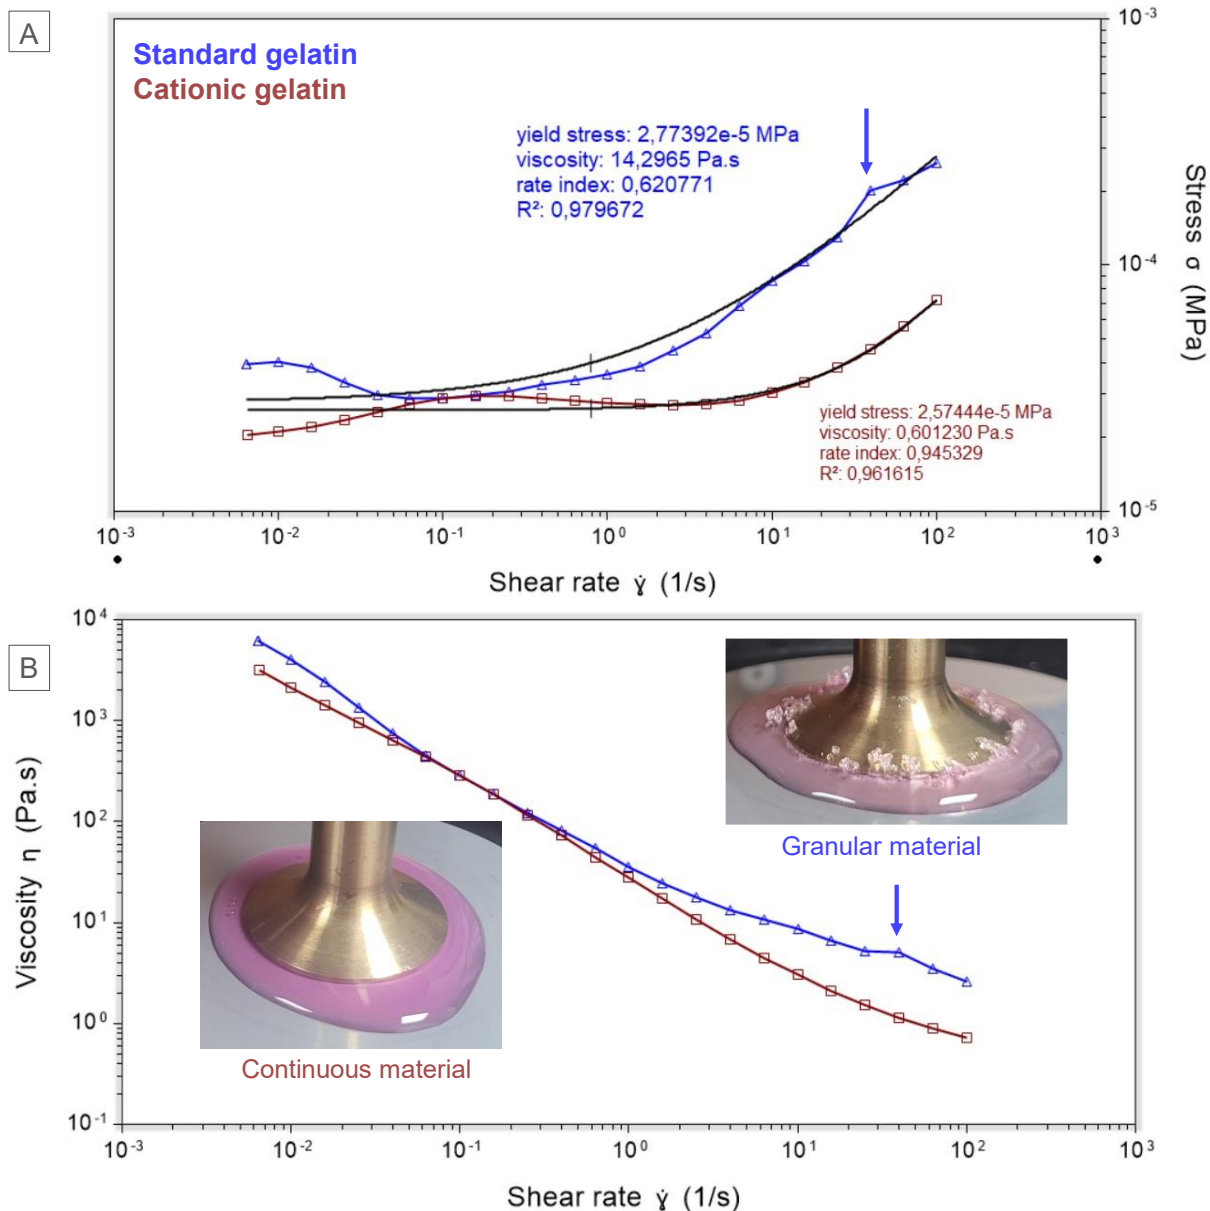 A
Standard gelatin
Cationic gelatin
yield stress: 2,77392e-5 MPa
viscosity: 14,2965 Pa.s
rate index: 0,620771
R²: 0,979672
yield stress: 2,57444e-5 MPa
viscosity: 0,601230 Pa.s
rate index: 0,945329
R²: 0,961615
10⁻³
10⁻⁴
10⁻⁵
Stress σ (MPa)
10⁻³ 10⁻² 10⁻¹ 10⁰ 10¹ 10² 10³
Shear rate γ̇ (1/s)
B
10⁴
10³
10²
10¹
10⁰
10⁻¹
Viscosity η (Pa.s)
Granular material
Continuous material
10⁻³ 10⁻² 10⁻¹ 10⁰ 10¹ 10² 10³
Shear rate γ̇ (1/s)